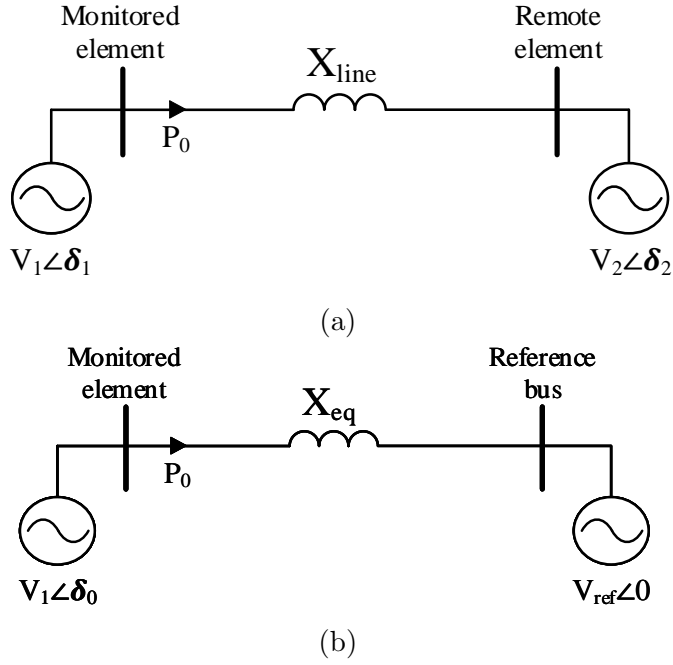 Monitored element
Remote element
X_line
P_0
V_1∠δ_1
V_2∠δ_2
(a)
Monitored element
Reference bus
X_eq
P_0
V_1∠δ_0
V_ref∠0
(b)